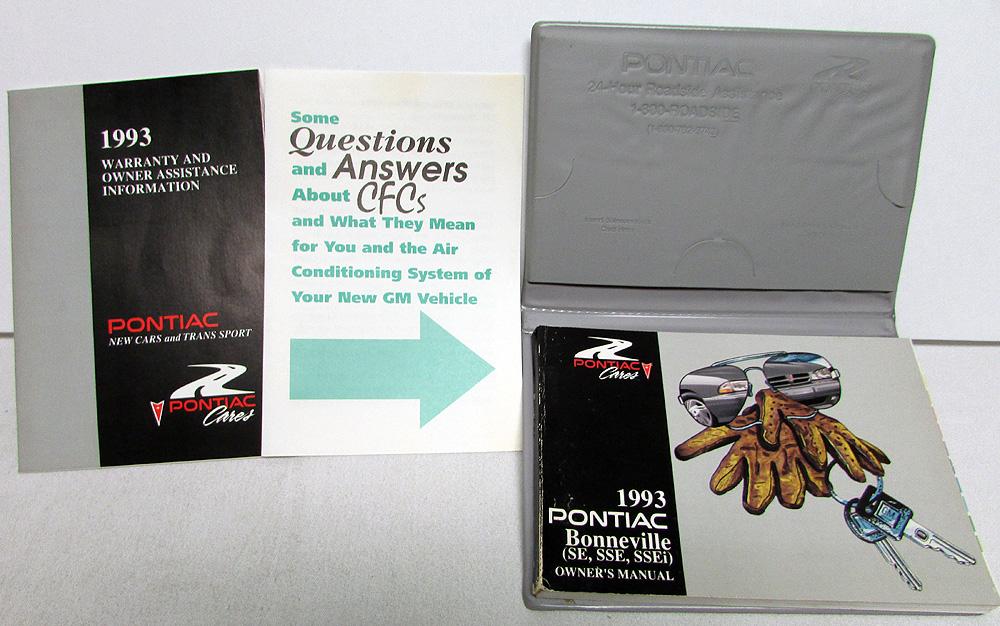 1993
WARRANTY AND
OWNER ASSISTANCE
INFORMATION
PONTIAC
NEW CARS and TRANS SPORT
PONTIAC
Cares
Some
Questions
and Answers
About CFCs
and What They Mean
for You and the Air
Conditioning System of
Your New GM Vehicle
PONTIAC
24-Hour Roadside Assistance
1-800-ROADSIDE
PONTIAC
Cares
1993
PONTIAC
Bonneville
(SE, SSE, SSEi)
OWNER'S MANUAL
GM